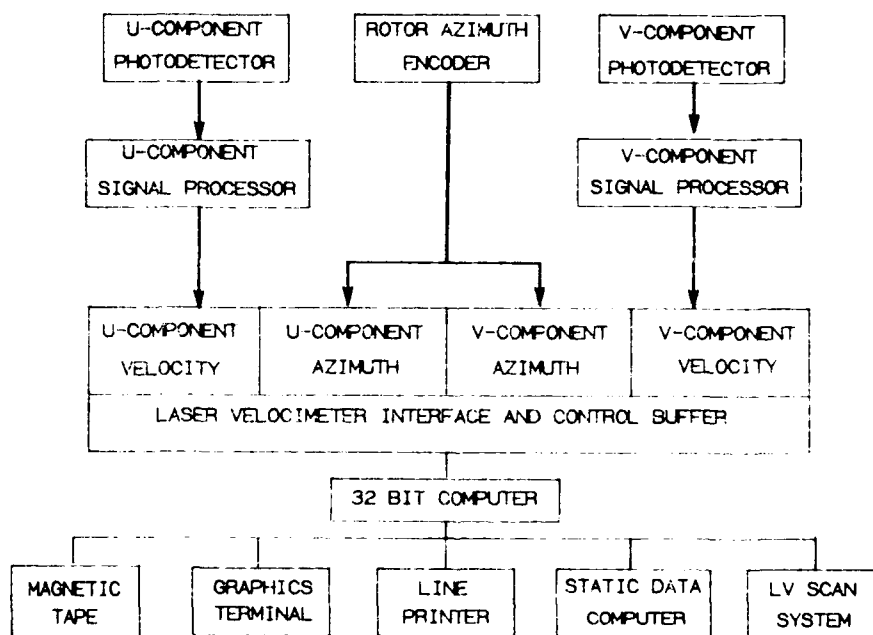 U-COMPONENT
PHOTODETECTOR
ROTOR AZIMUTH
ENCODER
V-COMPONENT
PHOTODETECTOR
U-COMPONENT
SIGNAL PROCESSOR
V-COMPONENT
SIGNAL PROCESSOR
U-COMPONENT
VELOCITY
U-COMPONENT
AZIMUTH
V-COMPONENT
AZIMUTH
V-COMPONENT
VELOCITY
LASER VELOCIMETER INTERFACE AND CONTROL BUFFER
32 BIT COMPUTER
MAGNETIC
TAPE
GRAPHICS
TERMINAL
LINE
PRINTER
STATIC DATA
COMPUTER
LV SCAN
SYSTEM